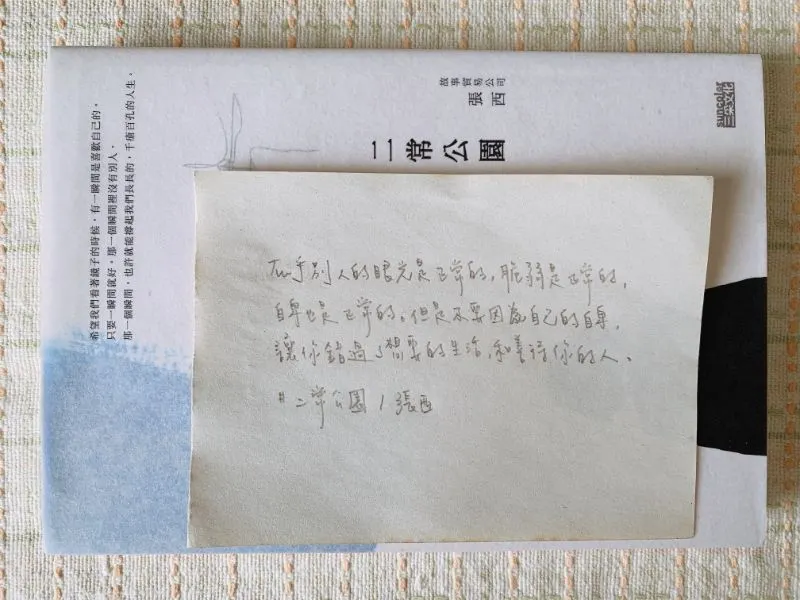 suncolor
三采文化
故事貿易公司
張西
二常公園
希望我們看著鏡子的時候，有一瞬間是喜歡自己的。
只要一瞬間就好。那一個瞬間裡沒有別人。
那一個瞬間，也許就能撐起我們長長的，千瘡百孔的人生。
在乎別人的眼光是正常的，脆弱是正常的，
自卑也是正常的。但是不要因為自己的自卑，
讓你錯過了想要的生活，和善待你的人。
#二常公園 / 張西